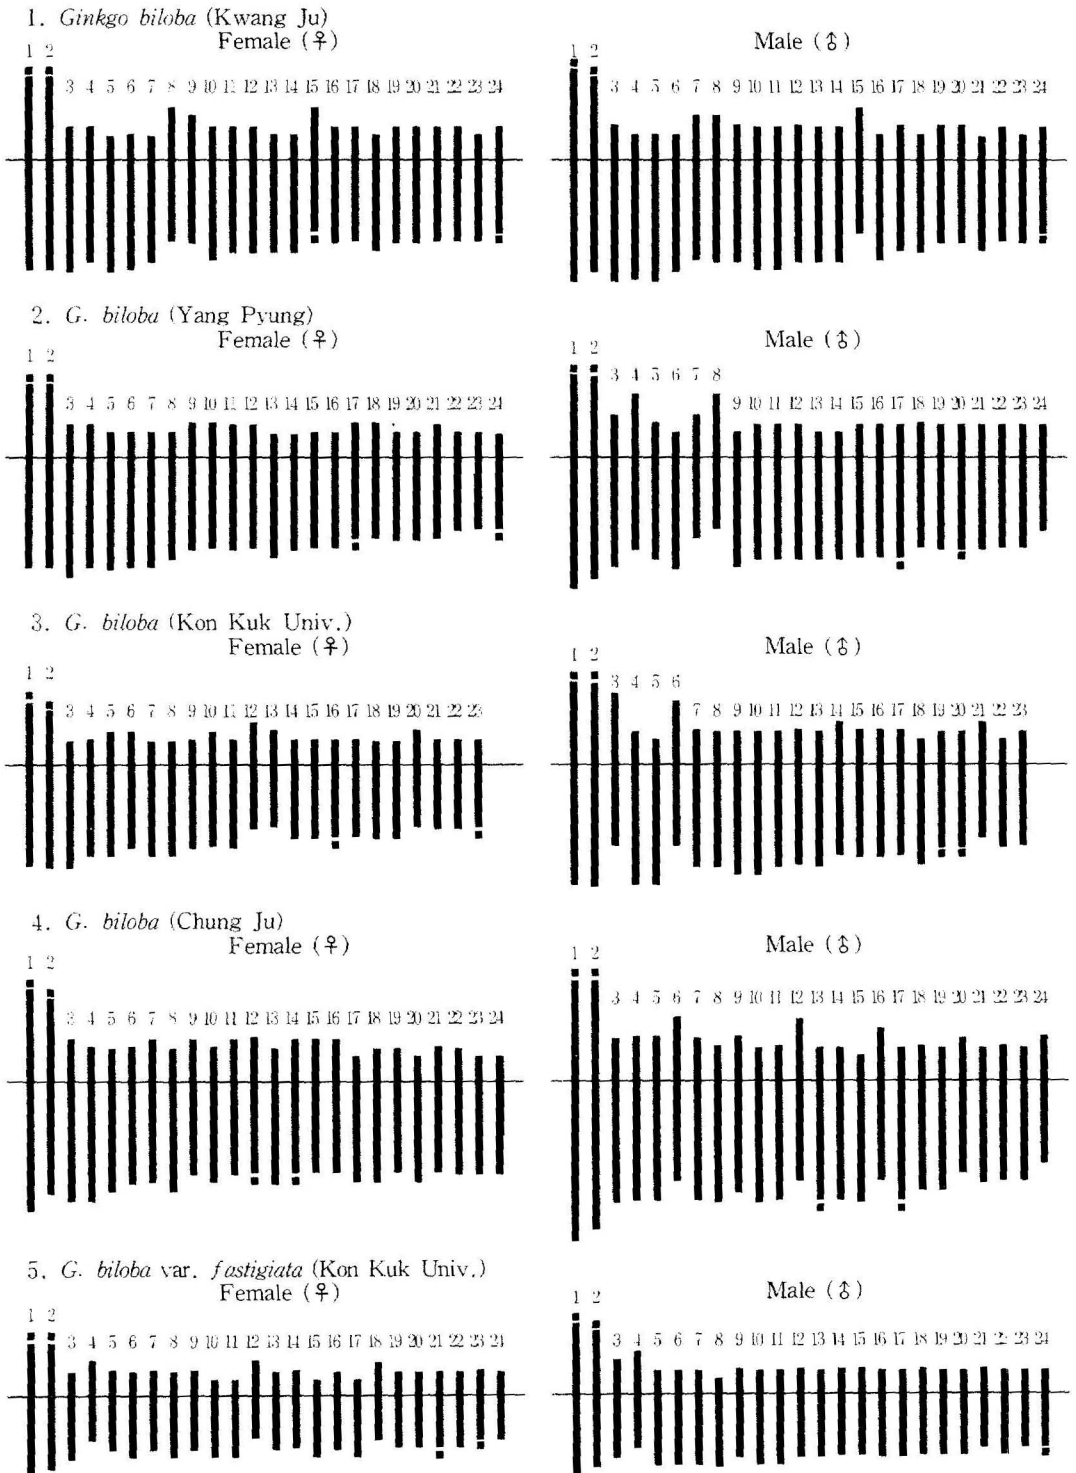 1. Ginkgo biloba (Kwang Ju)
Female (♀)
Male (♂)
1 2
3 4 5 6 7 8 9 10 11 12 13 14 15 16 17 18 19 20 21 22 23 24
1 2
3 4 5 6 7 8 9 10 11 12 13 14 15 16 17 18 19 20 21 22 23 24
2. G. biloba (Yang Pyung)
Female (♀)
Male (♂)
1 2
3 4 5 6 7 8 9 10 11 12 13 14 15 16 17 18 19 20 21 22 23 24
1 2
3 4 5 6 7 8
9 10 11 12 13 14 15 16 17 18 19 20 21 22 23 24
3. G. biloba (Kon Kuk Univ.)
Female (♀)
Male (♂)
1 2
3 4 5 6 7 8 9 10 11 12 13 14 15 16 17 18 19 20 21 22 23
1 2
3 4 5 6
7 8 9 10 11 12 13 14 15 16 17 18 19 20 21 22 23
4. G. biloba (Chung Ju)
Female (♀)
Male (♂)
1 2
3 4 5 6 7 8 9 10 11 12 13 14 15 16 17 18 19 20 21 22 23 24
1 2
3 4 5 6 7 8 9 10 11 12 13 14 15 16 17 18 19 20 21 22 23 24
5. G. biloba var. fastigiata (Kon Kuk Univ.)
Female (♀)
Male (♂)
1 2
3 4 5 6 7 8 9 10 11 12 13 14 15 16 17 18 19 20 21 22 23 24
1 2
3 4 5 6 7 8 9 10 11 12 13 14 15 16 17 18 19 20 21 22 23 24